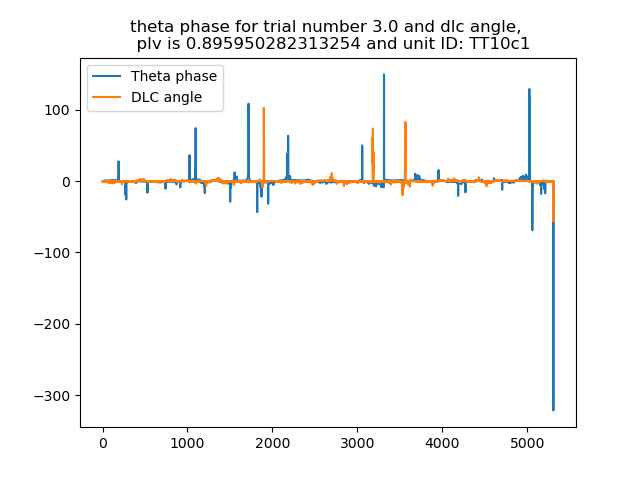 theta phase for trial number 3.0 and dlc angle,
plv is 0.895950282313254 and unit ID: TT10c1
Theta phase
DLC angle
100
0
−100
−200
−300
0
1000
2000
3000
4000
5000